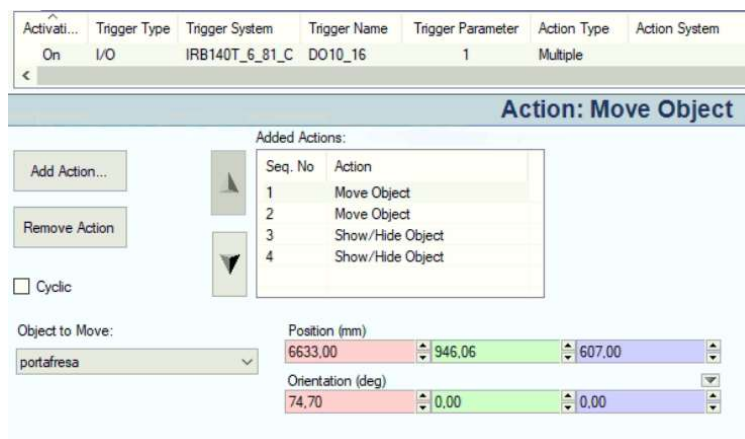 Activati... Trigger Type Trigger System Trigger Name Trigger Parameter Action Type Action System
On I/O IRB140T_6_81_C DO10_16 1 Multiple
Action: Move Object
Added Actions:
Add Action...
Seq. No Action
1 Move Object
Remove Action
2 Move Object
3 Show/Hide Object
4 Show/Hide Object
Cyclic
Object to Move:
portafresa
Position (mm)
6633,00 946,06 607,00
Orientation (deg)
74,70 0,00 0,00